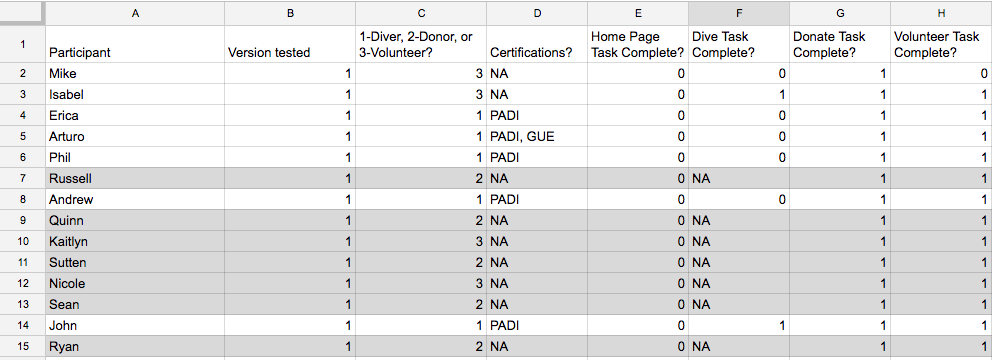 A B C D E F G H
1 Participant Version tested 1-Diver, 2-Donor, or 3-Volunteer? Certifications? Home Page Task Complete? Dive Task Complete? Donate Task Complete? Volunteer Task Complete?
2 Mike 1 3 NA 0 0 1 0
3 Isabel 1 3 NA 0 1 1 1
4 Erica 1 1 PADI 0 0 1 1
5 Arturo 1 1 PADI, GUE 0 0 1 1
6 Phil 1 1 PADI 0 0 1 1
7 Russell 1 2 NA 0 NA 1 1
8 Andrew 1 1 PADI 0 0 1 1
9 Quinn 1 2 NA 0 NA 1 1
10 Kaitlyn 1 3 NA 0 NA 1 1
11 Sutten 1 2 NA 0 NA 1 1
12 Nicole 1 3 NA 0 NA 1 1
13 Sean 1 2 NA 0 NA 1 1
14 John 1 1 PADI 0 1 1 1
15 Ryan 1 2 NA 0 NA 1 1